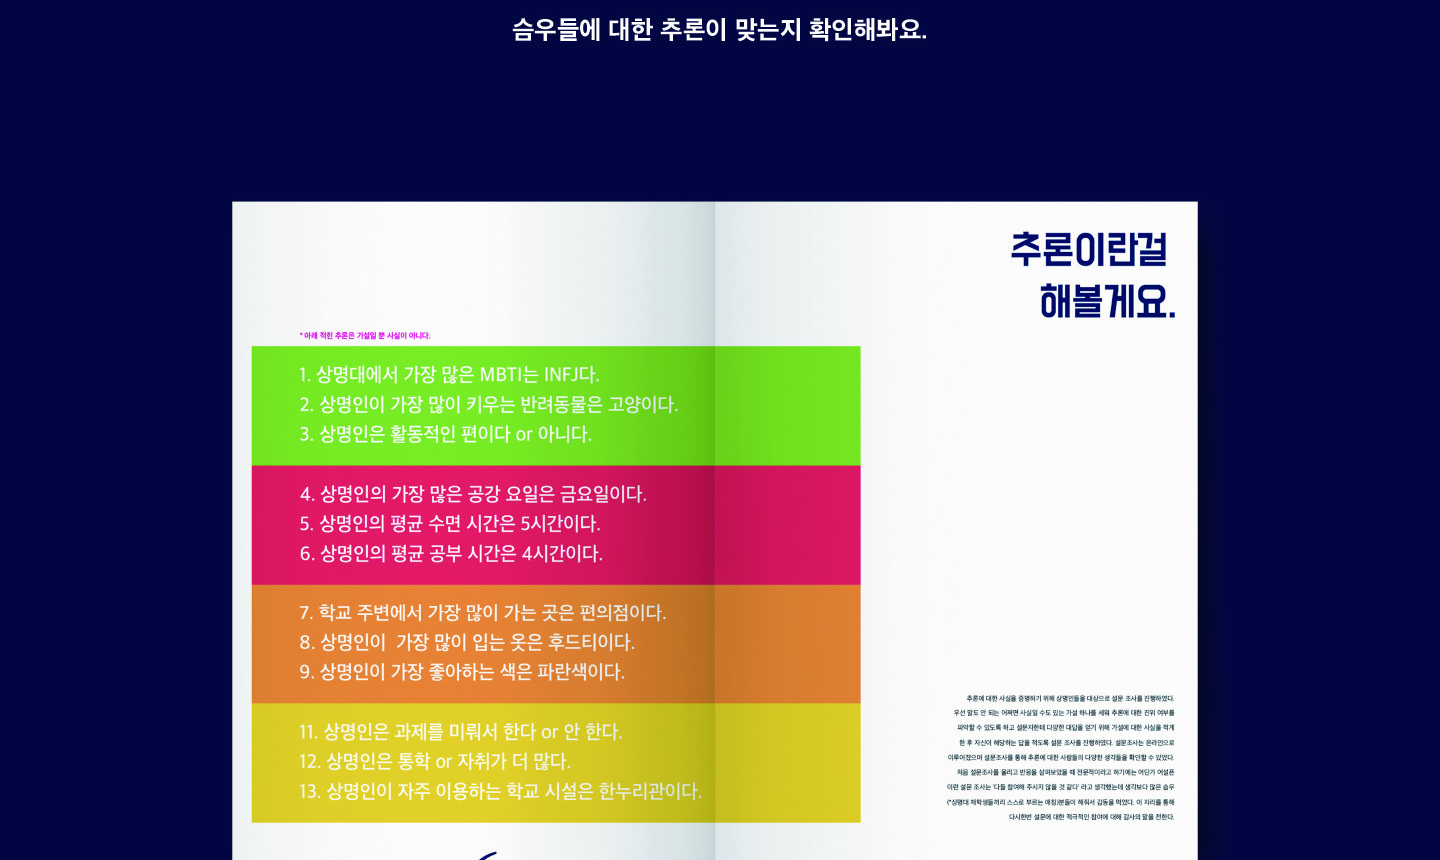 슴우들에 대한 추론이 맞는지 확인해봐요.
추론이란걸
해볼게요.
* 아래 적힌 추론은 가설일 뿐 사실이 아니다.
1. 상명대에서 가장 많은 MBTI는 INFJ다.
2. 상명인이 가장 많이 키우는 반려동물은 고양이다.
3. 상명인은 활동적인 편이다 or 아니다.
4. 상명인의 가장 많은 공강 요일은 금요일이다.
5. 상명인의 평균 수면 시간은 5시간이다.
6. 상명인의 평균 공부 시간은 4시간이다.
7. 학교 주변에서 가장 많이 가는 곳은 편의점이다.
8. 상명인이 가장 많이 입는 옷은 후드티이다.
9. 상명인이 가장 좋아하는 색은 파란색이다.
11. 상명인은 과제를 미뤄서 한다 or 안 한다.
12. 상명인은 통학 or 자취가 더 많다.
13. 상명인이 자주 이용하는 학교 시설은 한누리관이다.
추론에 대한 사실을 증명하기 위해 상명인들을 대상으로 설문 조사를 진행하였다.
우선 말도 안 되는 어쩌면 사실일 수도 있는 가설 하나를 세워 추론에 대한 진위 여부를
파악할 수 있도록 하고 설문지란에 다양한 대답을 얻기 위해 가설에 대한 사실을 적게
한 후 자신이 해당하는 답을 적도록 설문 조사를 진행하였다. 설문조사는 온라인으로
이루어졌으며 설문조사를 통해 추론에 대한 사람들의 다양한 생각들을 확인할 수 있었다.
처음 설문조사를 올리고 반응을 살펴보았을 때 전문적이라고 하기에는 어딘가 어설픈
이런 설문 조사는 '다들 참여해 주시지 않을 것 같다' 라고 생각했는데 생각보다 많은 슴우
(*상명대 재학생들끼리 스스로 부르는 애칭)분들이 해줘서 감동을 먹었다. 이 자리를 통해
다시한번 설문에 대한 적극적인 참여에 대해 감사의 말을 전한다.